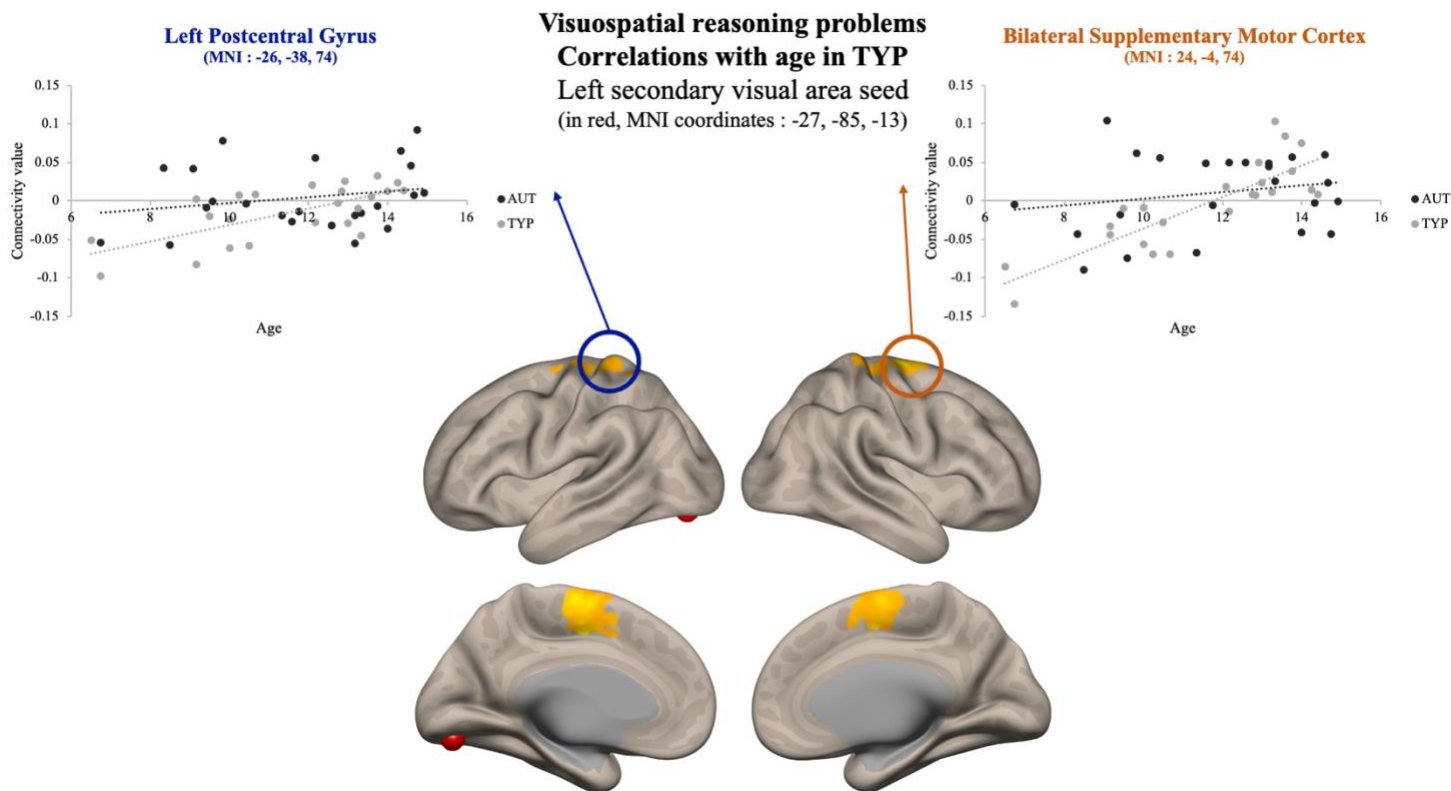 Visuospatial reasoning problems
Correlations with age in TYP
Left secondary visual area seed
(in red, MNI coordinates : -27, -85, -13)
Left Postcentral Gyrus
(MNI : -26, -38, 74)
0.15
0.1
0.05
0
-0.05
-0.1
-0.15
6
8
10
12
14
16
Connectivity value
Age
AUT
TYP
Bilateral Supplementary Motor Cortex
(MNI : 24, -4, 74)
0.15
0.1
0.05
0
-0.05
-0.1
-0.15
6
8
10
12
14
16
Connectivity value
Age
AUT
TYP